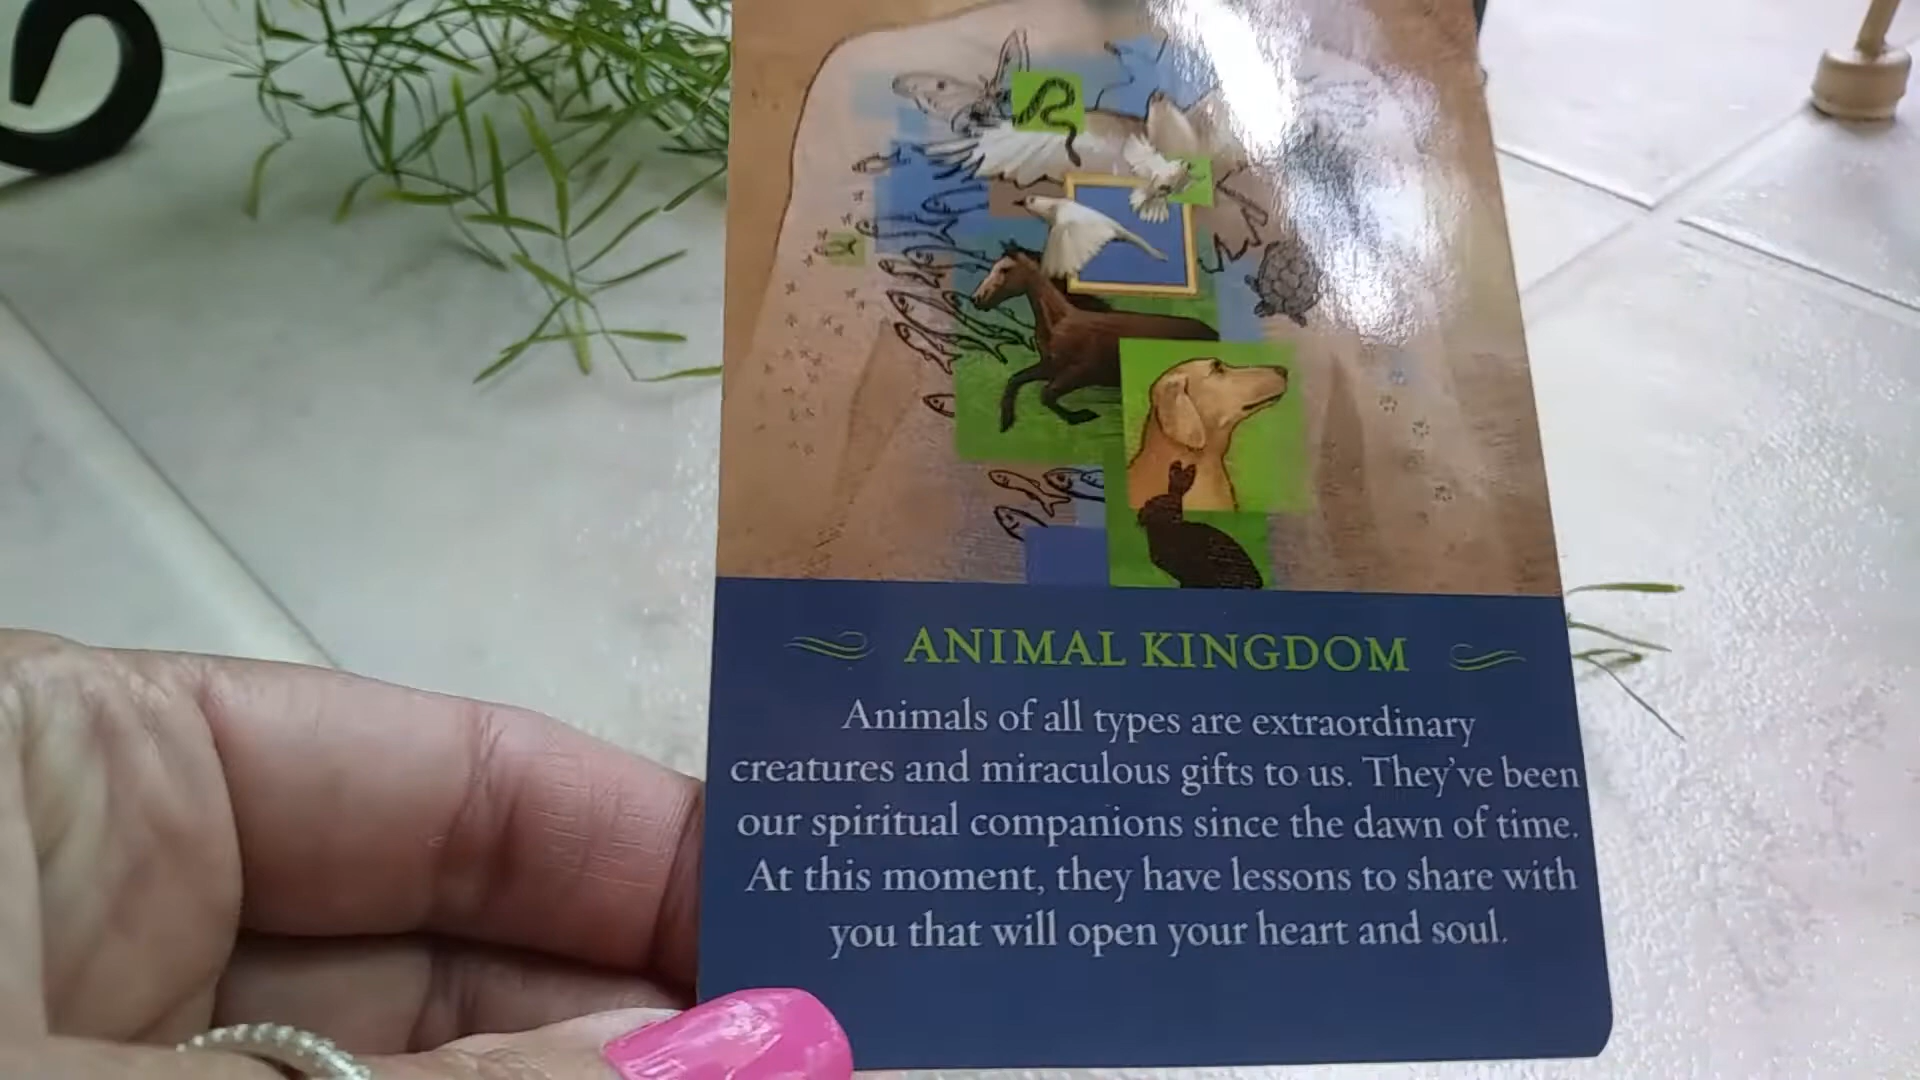 ANIMAL KINGDOM
Animals of all types are extraordinary
creatures and miraculous gifts to us. They've been
our spiritual companions since the dawn of time.
At this moment, they have lessons to share with
you that will open your heart and soul.